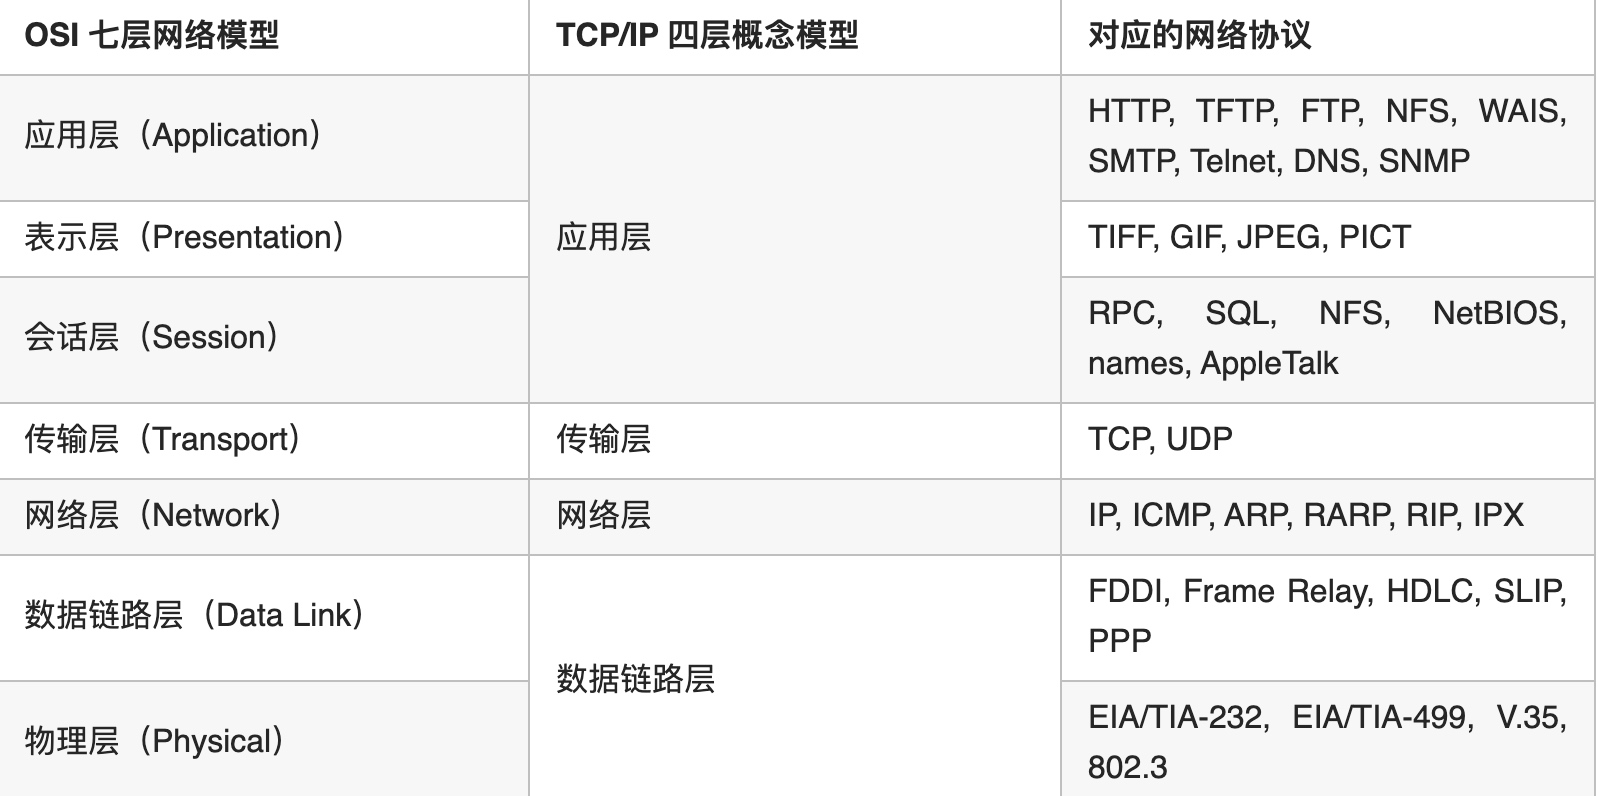 OSI 七层网络模型
TCP/IP 四层概念模型
对应的网络协议
应用层（Application）
应用层
HTTP, TFTP, FTP, NFS, WAIS,
SMTP, Telnet, DNS, SNMP
表示层（Presentation）
TIFF, GIF, JPEG, PICT
会话层（Session）
RPC, SQL, NFS, NetBIOS,
names, AppleTalk
传输层（Transport）
传输层
TCP, UDP
网络层（Network）
网络层
IP, ICMP, ARP, RARP, RIP, IPX
数据链路层（Data Link）
数据链路层
FDDI, Frame Relay, HDLC, SLIP,
PPP
物理层（Physical）
EIA/TIA-232, EIA/TIA-499, V.35,
802.3